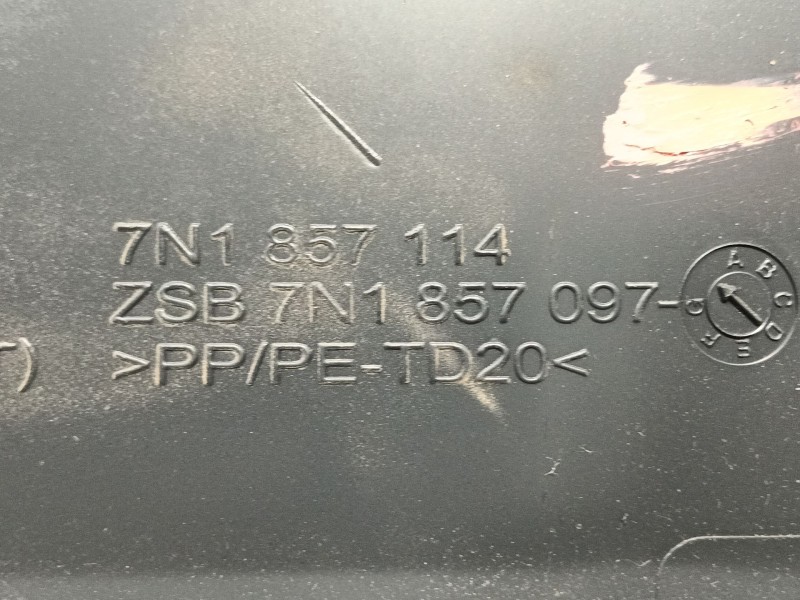 7N1 857 114
ZSB 7N1 857 097-
T) >PP/PE-TD20<
A B C D E F G